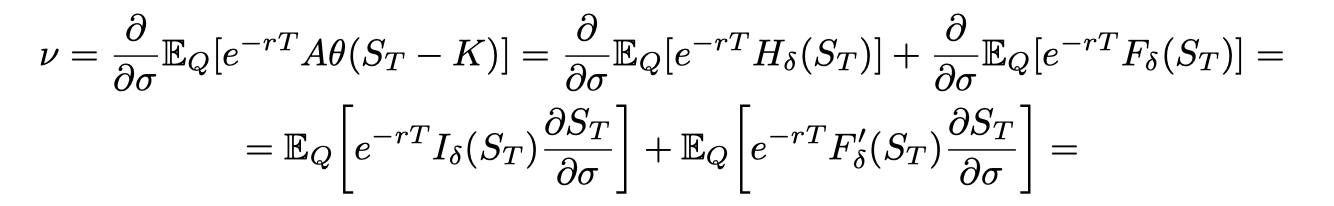 ν = ∂/∂σ 𝔼_Q[e^{−rT} Aθ(S_T − K)] = ∂/∂σ 𝔼_Q[e^{−rT} H_δ(S_T)] + ∂/∂σ 𝔼_Q[e^{−rT} F_δ(S_T)] =
= 𝔼_Q[e^{−rT} I_δ(S_T) ∂S_T/∂σ] + 𝔼_Q[e^{−rT} F′_δ(S_T) ∂S_T/∂σ] =